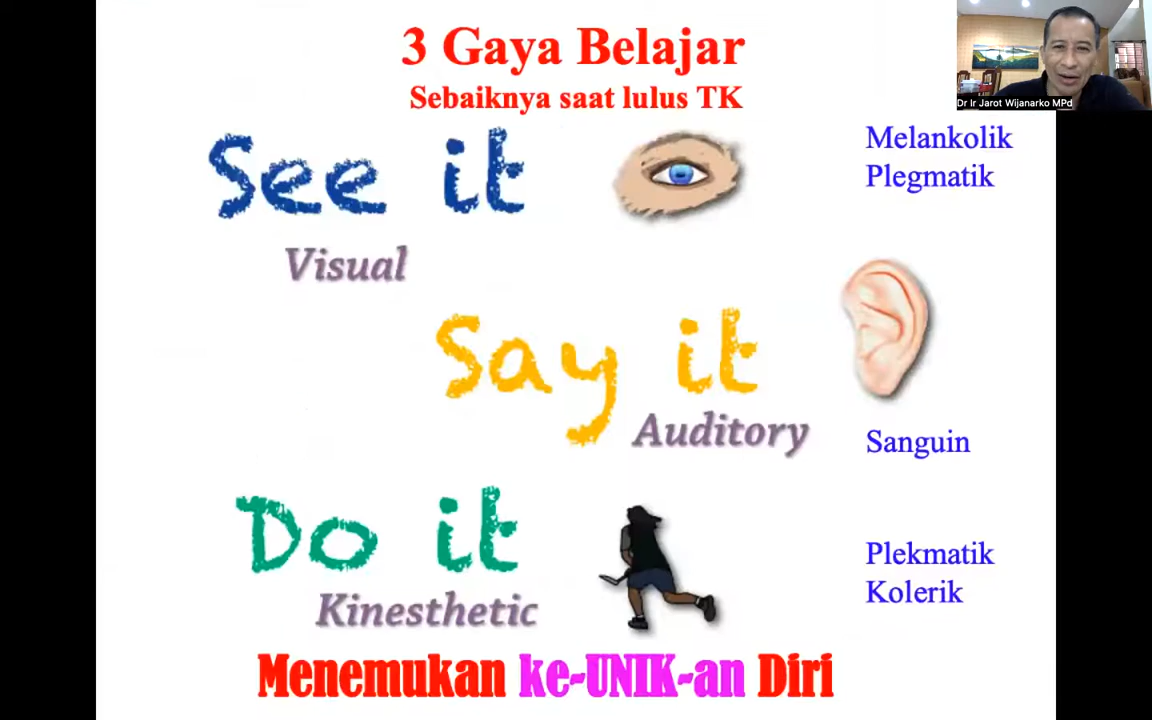 3 Gaya Belajar
Sebaiknya saat lulus TK
Dr Ir Jarot Wijanarko MPd
See it
Visual
Melankolik
Plegmatik
Say it
Auditory
Sanguin
Do it
Kinesthetic
Plekmatik
Kolerik
Menemukan ke-UNIK-an Diri